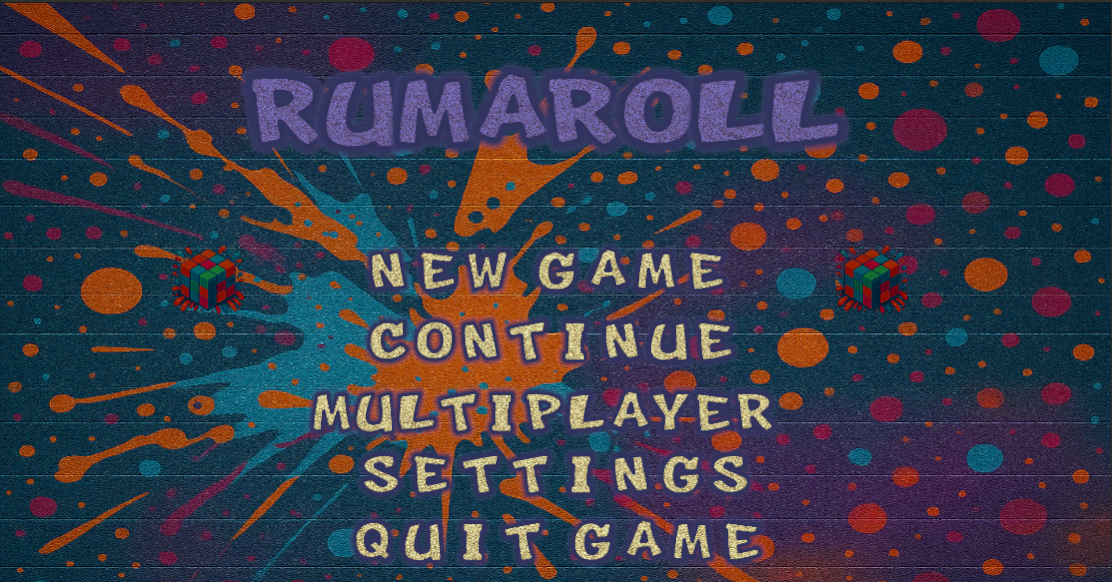 RUMAROLL
NEW GAME
CONTINUE
MULTIPLAYER
SETTINGS
QUIT GAME